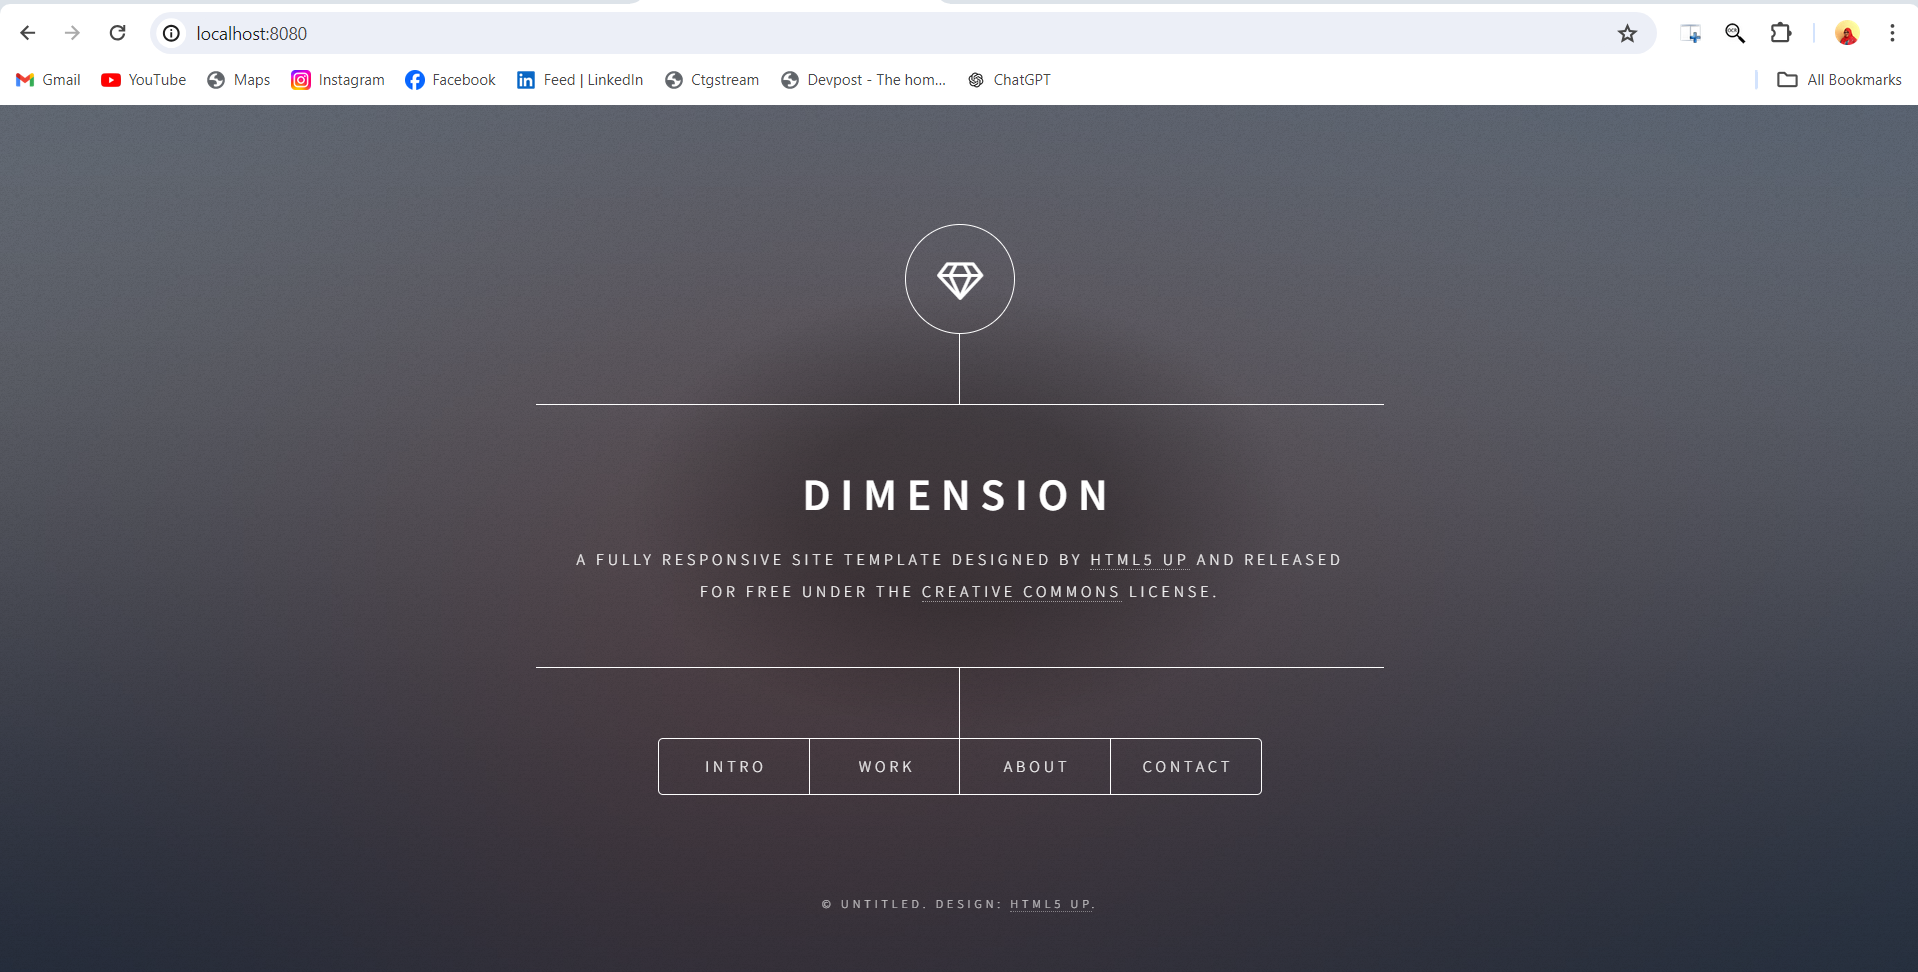 localhost:8080
Gmail YouTube Maps Instagram Facebook Feed | LinkedIn Ctgstream Devpost - The hom... ChatGPT All Bookmarks
DIMENSION
A FULLY RESPONSIVE SITE TEMPLATE DESIGNED BY HTML5 UP AND RELEASED
FOR FREE UNDER THE CREATIVE COMMONS LICENSE.
INTRO WORK ABOUT CONTACT
© UNTITLED. DESIGN: HTML5 UP.